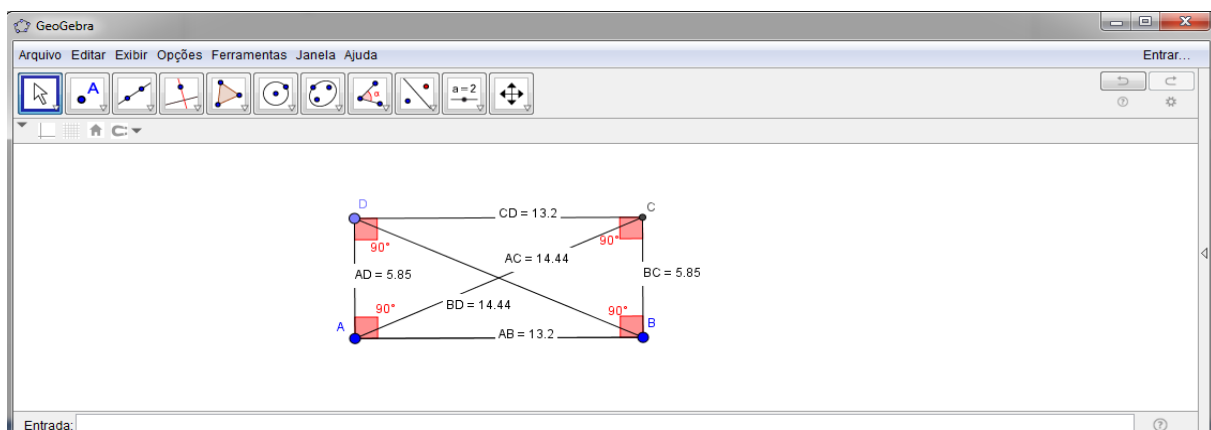 GeoGebra
Arquivo Editar Exibir Opções Ferramentas Janela Ajuda
Entrar...
A
α
a=2
D
CD = 13.2
C
90°
90°
AC = 14.44
AD = 5.85
BC = 5.85
90°
BD = 14.44
90°
A
B
AB = 13.2
Entrada: